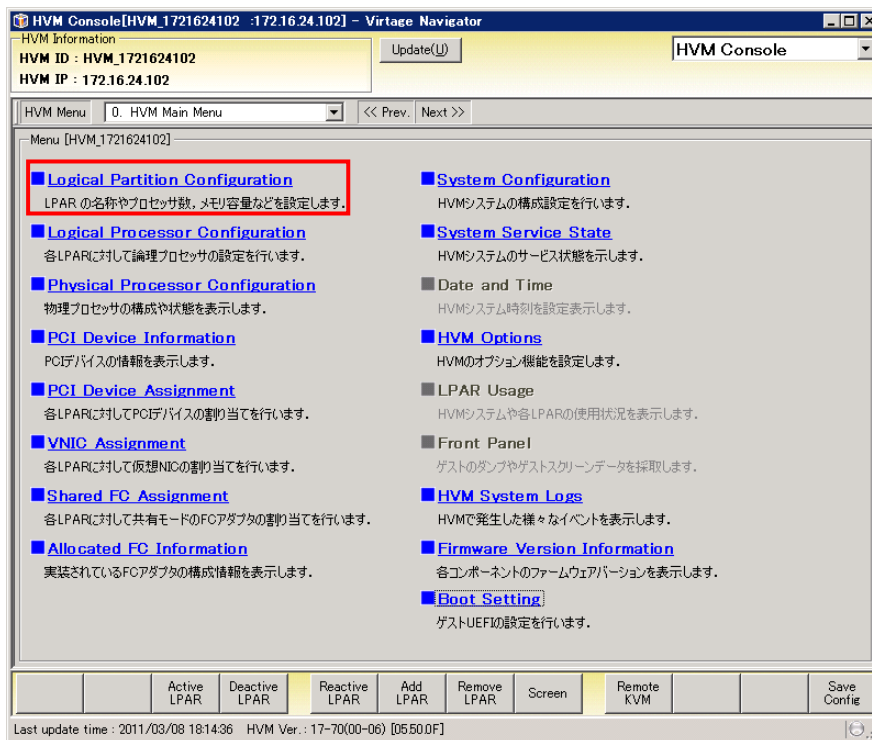 HVM Console[HVM_1721624102 :172.16.24.102] - Virtage Navigator
HVM Information
HVM ID : HVM_1721624102
HVM IP : 172.16.24.102
Update(U)
HVM Console
HVM Menu
0. HVM Main Menu
<< Prev.
Next >>
Menu [HVM_1721624102]
Logical Partition Configuration
LPAR の名称やプロセッサ数，メモリ容量などを設定します．
Logical Processor Configuration
各LPARに対して論理プロセッサの設定を行います．
Physical Processor Configuration
物理プロセッサの構成や状態を表示します．
PCI Device Information
PCIデバイスの情報を表示します．
PCI Device Assignment
各LPARに対してPCIデバイスの割り当てを行います．
VNIC Assignment
各LPARに対して仮想NICの割り当てを行います．
Shared FC Assignment
各LPARに対して共有モードのFCアダプタの割り当てを行います．
Allocated FC Information
実装されているFCアダプタの構成情報を表示します．
System Configuration
HVMシステムの構成設定を行います．
System Service State
HVMシステムのサービス状態を示します．
Date and Time
HVMシステム時刻を設定表示します．
HVM Options
HVMのオプション機能を設定します．
LPAR Usage
HVMシステムや各LPARの使用状況を表示します．
Front Panel
ゲストのダンプやゲストスクリーンデータを採取します．
HVM System Logs
HVMで発生した様々なイベントを表示します．
Firmware Version Information
各コンポーネントのファームウェアバージョンを表示します．
Boot Setting
ゲストUEFIの設定を行います．
Active LPAR
Deactive LPAR
Reactive LPAR
Add LPAR
Remove LPAR
Screen
Remote KVM
Save Config
Last update time : 2011/03/08 18:14:36 HVM Ver. : 17-70(00-06) [05500F]